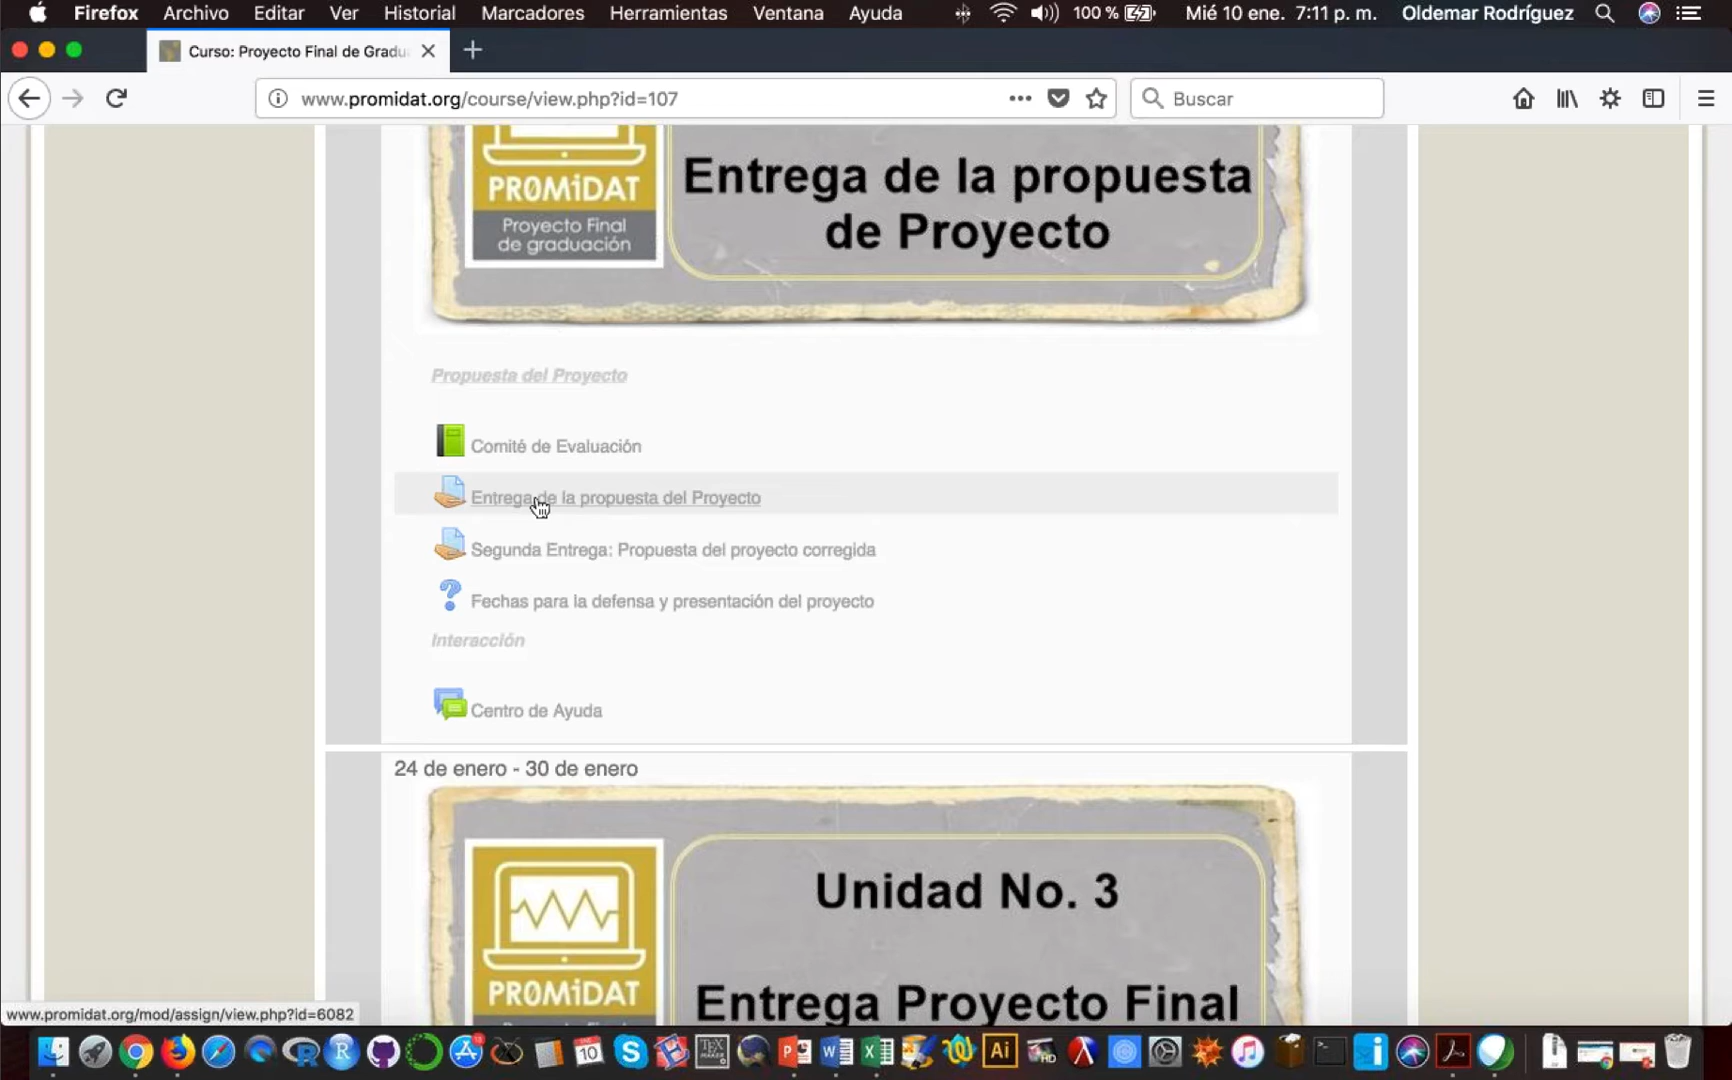 Firefox Archivo Editar Ver Historial Marcadores Herramientas Ventana Ayuda 100 % Mié 10 ene. 7:11 p. m. Oldemar Rodríguez
Curso: Proyecto Final de Gradu
www.promidat.org/course/view.php?id=107
Buscar
PROMiDAT
Proyecto Final
de graduación
Entrega de la propuesta
de Proyecto
Propuesta del Proyecto
Comité de Evaluación
Entrega de la propuesta del Proyecto
Segunda Entrega: Propuesta del proyecto corregida
Fechas para la defensa y presentación del proyecto
Interacción
Centro de Ayuda
24 de enero - 30 de enero
Unidad No. 3
PROMiDAT
Entrega Proyecto Final
www.promidat.org/mod/assign/view.php?id=6082
10
Ai